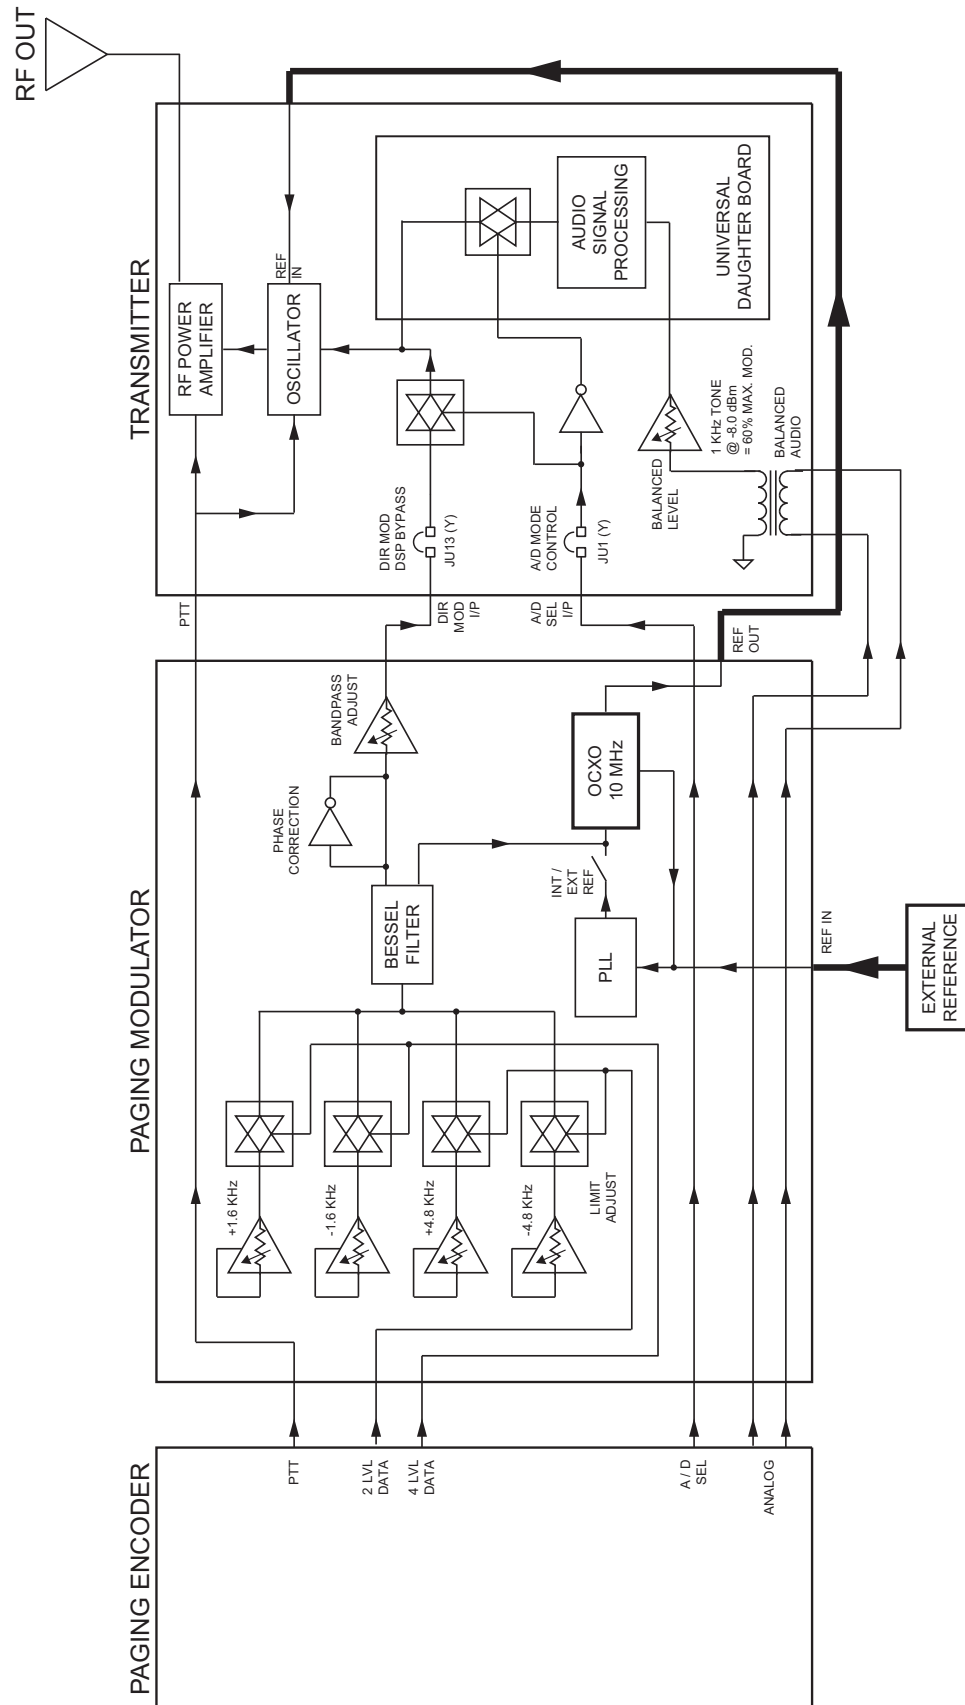 PAGING ENCODER
PTT
2 LVL
DATA
4 LVL
DATA
A / D
SEL
ANALOG
PAGING MODULATOR
+1.6 KHz
-1.6 KHz
+4.8 KHz
-4.8 KHz
LIMIT
ADJUST
BESSEL
FILTER
PHASE
CORRECTION
BANDPASS
ADJUST
PLL
INT /
EXT
REF
OCXO
10 MHz
REF IN
EXTERNAL
REFERENCE
REF
OUT
TRANSMITTER
PTT
DIR
MOD
I/P
A/D
SEL
I/P
DIR MOD
DSP BYPASS
JU13 (Y)
A/D MODE
CONTROL
JU1 (Y)
BALANCED
LEVEL
1 KHz TONE
@ -8.0 dBm
= 60% MAX. MOD.
BALANCED
AUDIO
RF POWER
AMPLIFIER
OSCILLATOR
REF
IN
AUDIO
SIGNAL
PROCESSING
UNIVERSAL
DAUGHTER BOARD
RF OUT